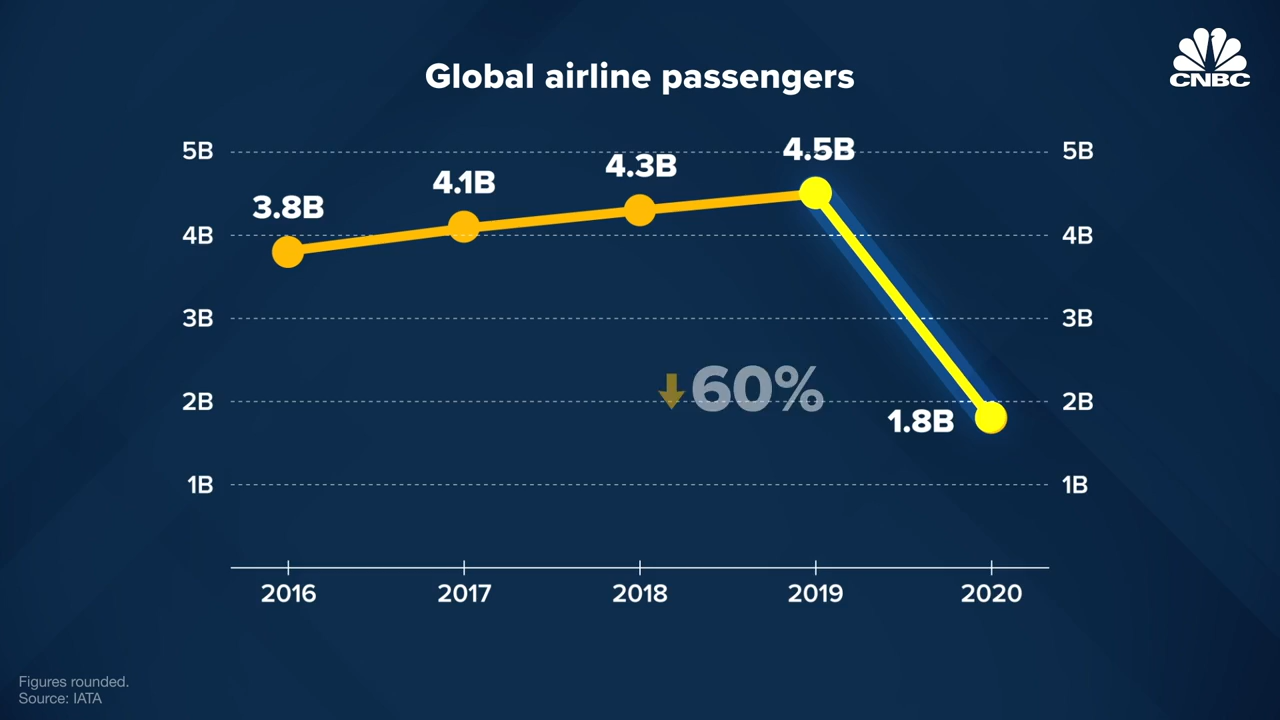 CNBC
Global airline passengers
5B
4B
3B
2B
1B
3.8B
4.1B
4.3B
4.5B
1.8B
60%
5B
4B
3B
2B
1B
2016
2017
2018
2019
2020
Figures rounded.
Source: IATA